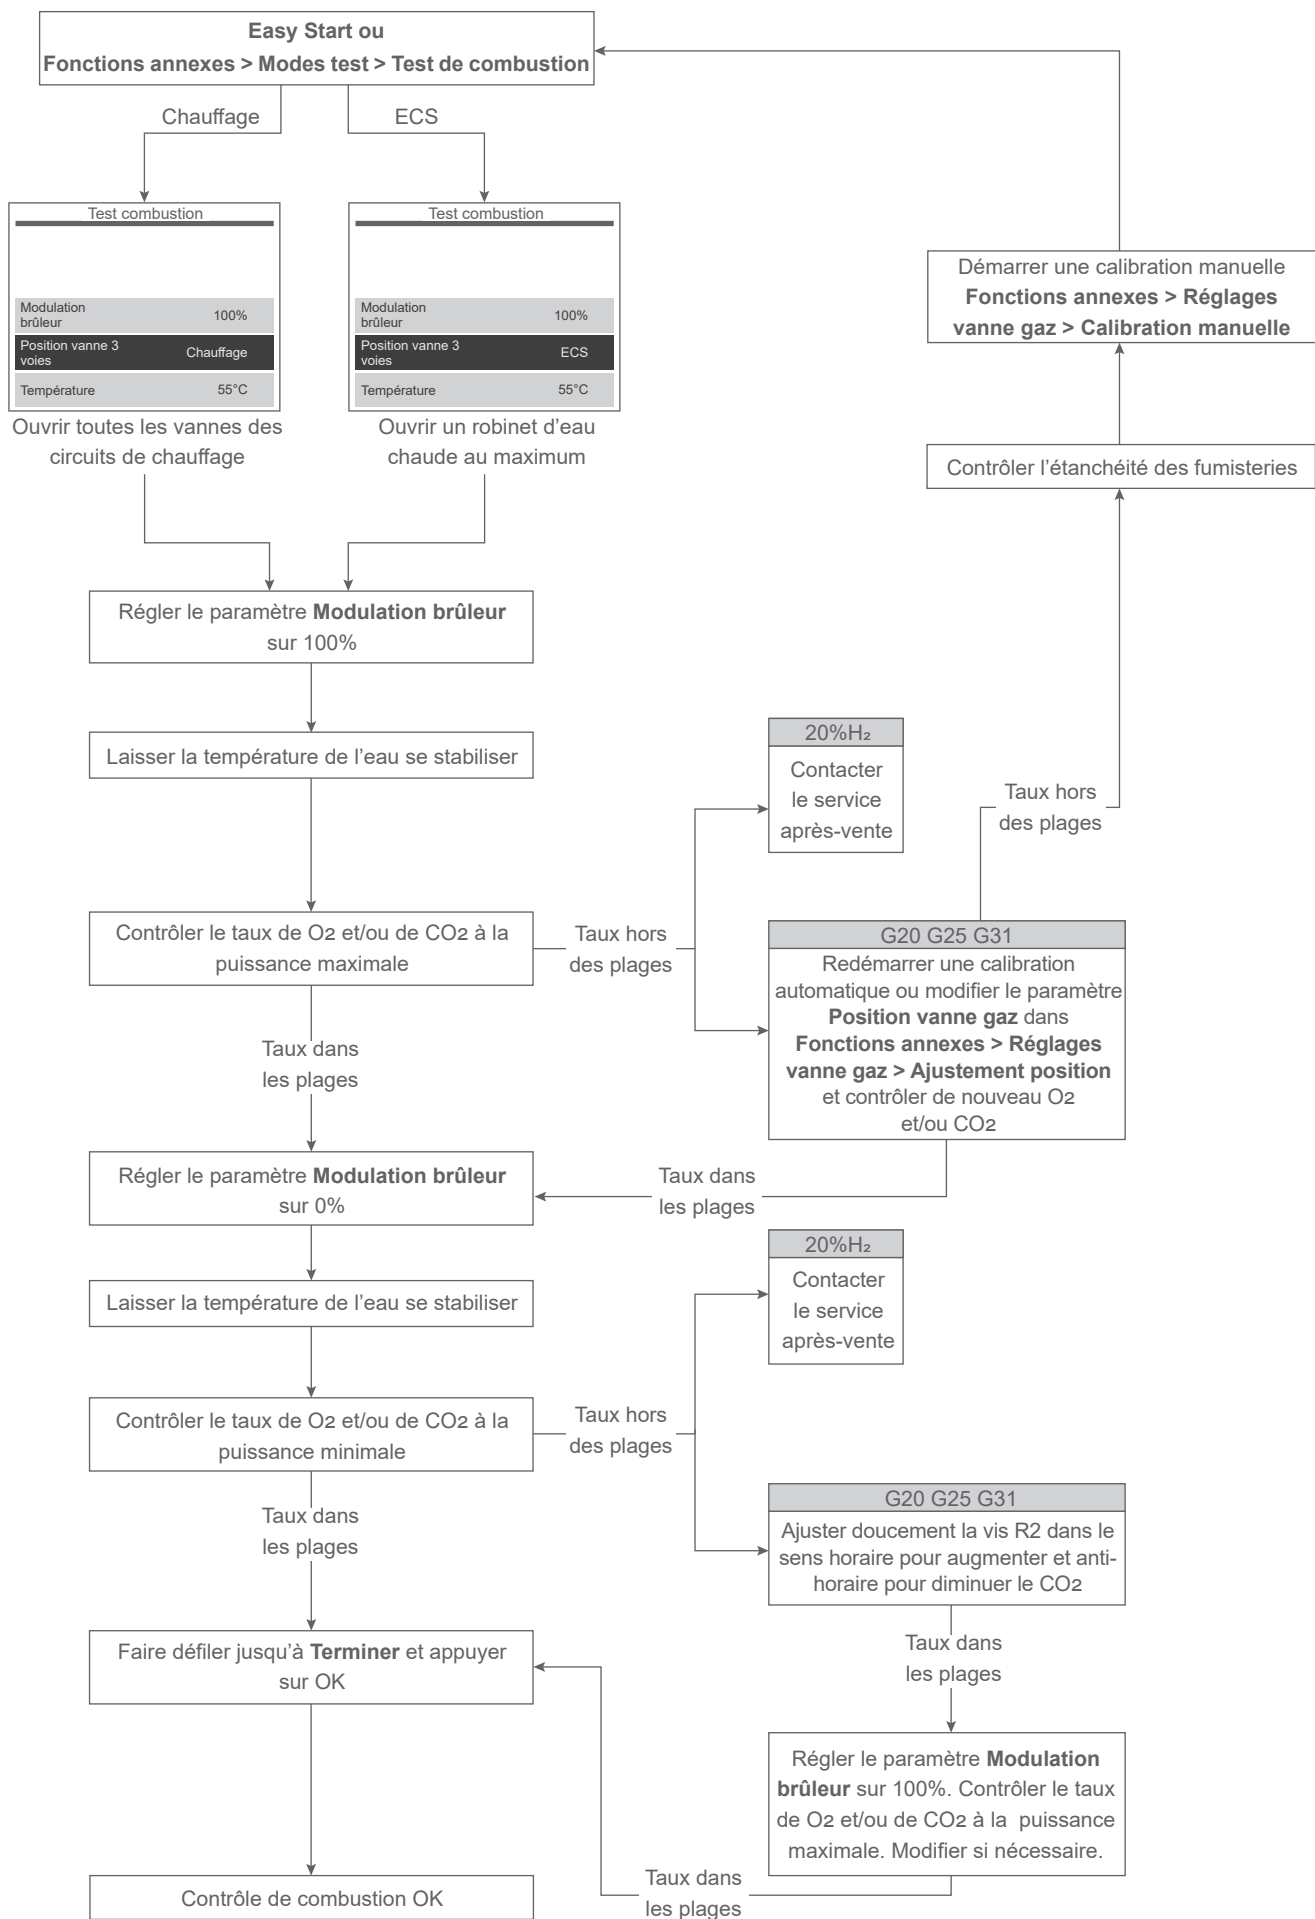 Easy Start ou
Fonctions annexes > Modes test > Test de combustion
Chauffage
ECS
Test combustion
Modulation
brûleur
100%
Position vanne 3
voies
Chauffage
Température
55°C
Ouvrir toutes les vannes des
circuits de chauffage
Test combustion
Modulation
brûleur
100%
Position vanne 3
voies
ECS
Température
55°C
Ouvrir un robinet d'eau
chaude au maximum
Démarrer une calibration manuelle
Fonctions annexes > Réglages
vanne gaz > Calibration manuelle
Contrôler l'étanchéité des fumisteries
Régler le paramètre Modulation brûleur
sur 100%
Laisser la température de l'eau se stabiliser
20%H₂
Contacter
le service
après-vente
Taux hors
des plages
Contrôler le taux de O2 et/ou de CO2 à la
puissance maximale
Taux hors
des plages
G20 G25 G31
Redémarrer une calibration
automatique ou modifier le paramètre
Position vanne gaz dans
Fonctions annexes > Réglages
vanne gaz > Ajustement position
et contrôler de nouveau O2
et/ou CO2
Taux dans
les plages
Régler le paramètre Modulation brûleur
sur 0%
Taux dans
les plages
20%H₂
Contacter
le service
après-vente
Laisser la température de l'eau se stabiliser
Contrôler le taux de O2 et/ou de CO2 à la
puissance minimale
Taux hors
des plages
G20 G25 G31
Ajuster doucement la vis R2 dans le
sens horaire pour augmenter et anti-
horaire pour diminuer le CO2
Taux dans
les plages
Faire défiler jusqu'à Terminer et appuyer
sur OK
Taux dans
les plages
Régler le paramètre Modulation
brûleur sur 100%. Contrôler le taux
de O2 et/ou de CO2 à la puissance
maximale. Modifier si nécessaire.
Taux dans
les plages
Contrôle de combustion OK